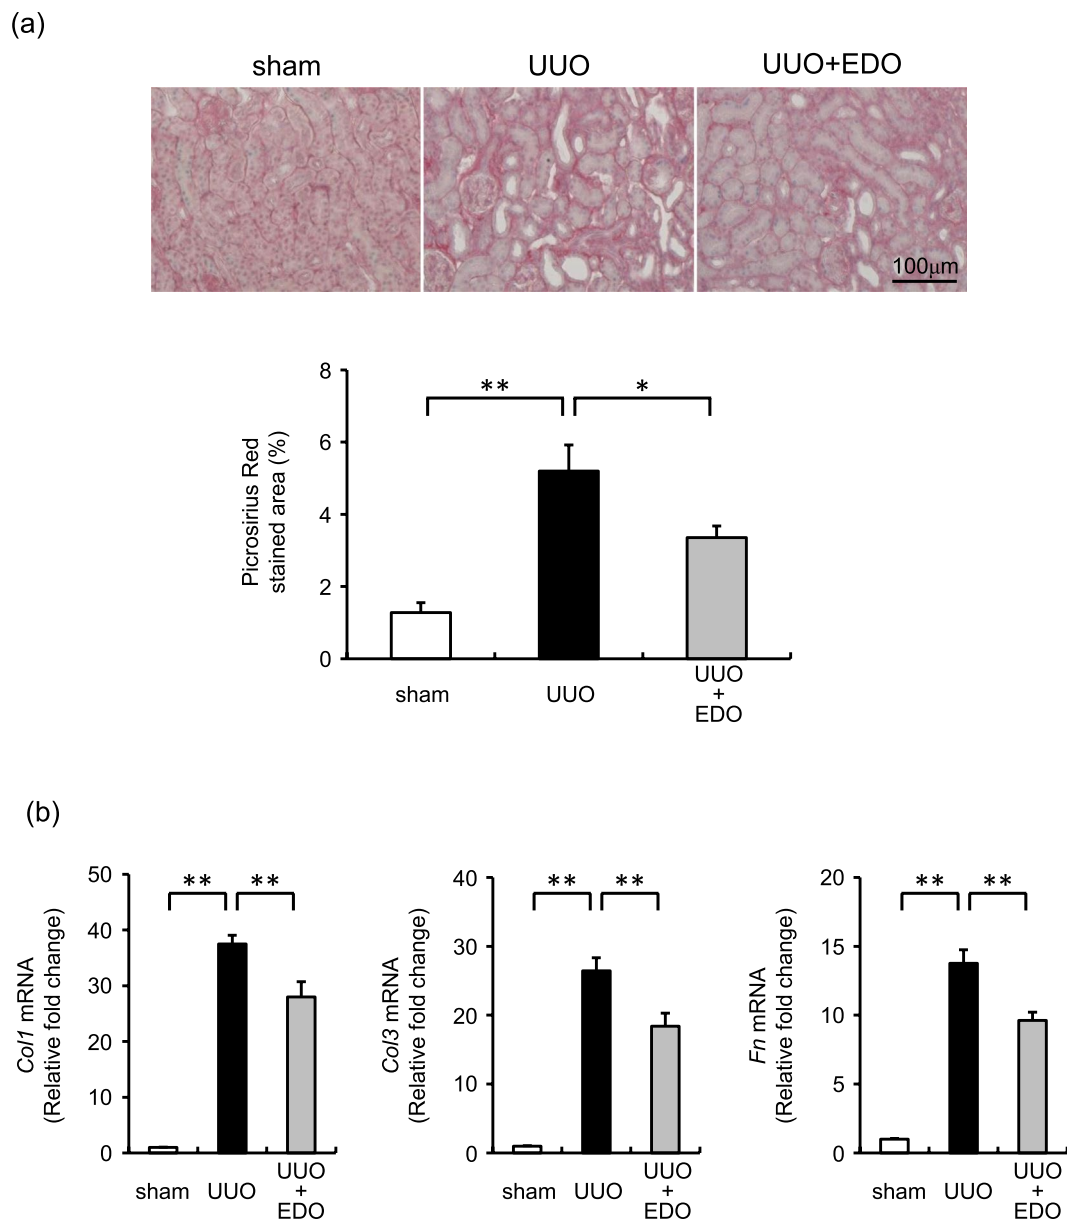 (a)
sham
UUO
UUO+EDO
100μm
Picrosirius Red
stained area (%)
8
6
4
2
0
**
*
sham
UUO
UUO
+
EDO
(b)
Col1 mRNA
(Relative fold change)
50
40
30
20
10
0
**
**
sham
UUO
UUO
+
EDO
Col3 mRNA
(Relative fold change)
40
30
20
10
0
**
**
sham
UUO
UUO
+
EDO
Fn mRNA
(Relative fold change)
20
15
10
5
0
**
**
sham
UUO
UUO
+
EDO